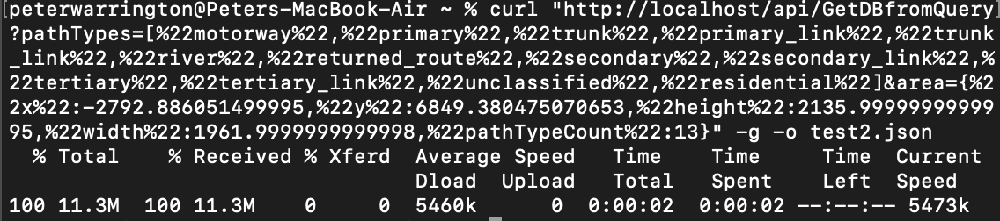 peterwarrington@Peters-MacBook-Air ~ % curl "http://localhost/api/GetDBfromQuery
?pathTypes=[%22motorway%22,%22primary%22,%22trunk%22,%22primary_link%22,%22trunk
_link%22,%22river%22,%22returned_route%22,%22secondary%22,%22secondary_link%22,%
22tertiary%22,%22tertiary_link%22,%22unclassified%22,%22residential%22]&area={%2
2x%22:-2792.886051499995,%22y%22:6849.380475070653,%22height%22:2135.99999999999
95,%22width%22:1961.9999999999998,%22pathTypeCount%22:13}" -g -o test2.json
% Total % Received % Xferd Average Speed Time Time Time Current
Dload Upload Total Spent Left Speed
100 11.3M 100 11.3M 0 0 5460k 0 0:00:02 0:00:02 --:--:-- 5473k